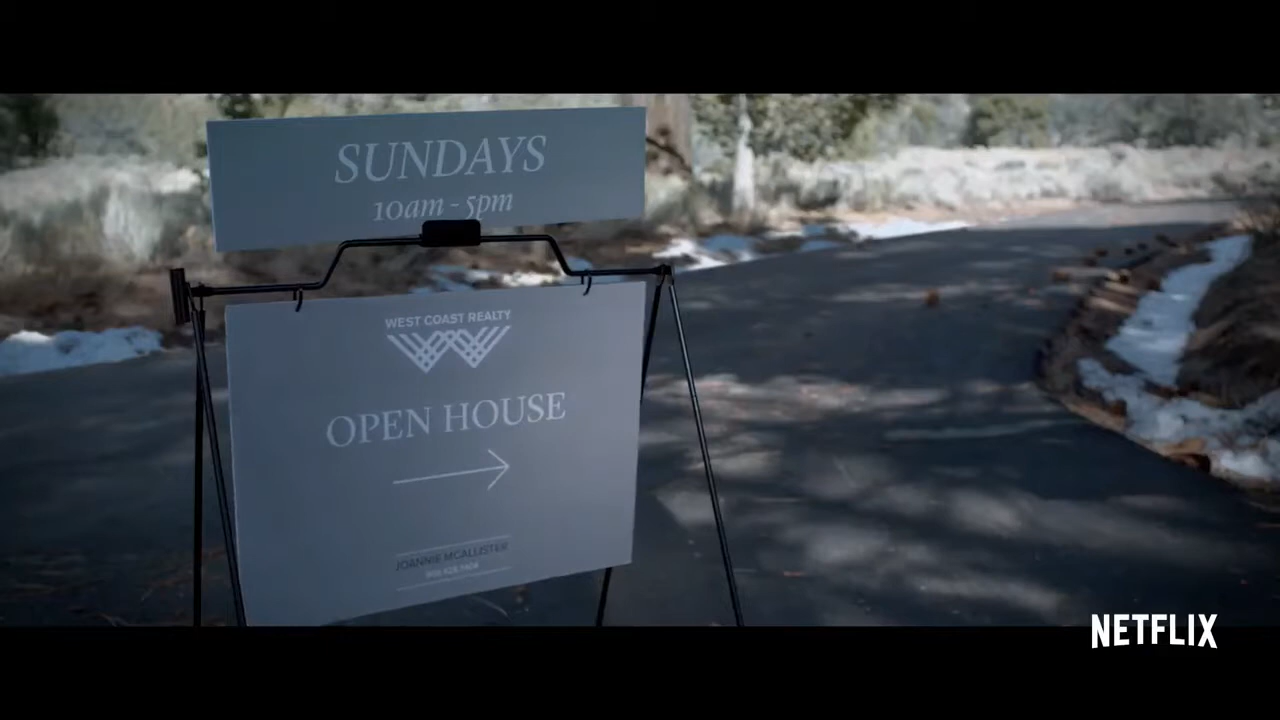 SUNDAYS
10am - 5pm
WEST COAST REALTY
OPEN HOUSE
JOANNIE MCALLISTER
NETFLIX